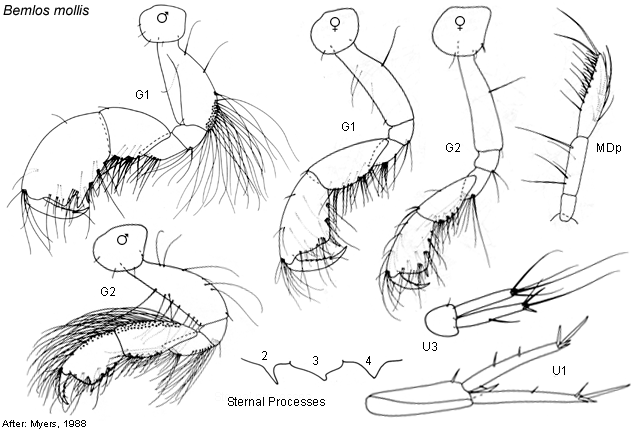 Bemlos mollis
♂
♀
♀
G1
G1
G2
MDp
♂
G2
U3
2 3 4
U1
Sternal Processes
After: Myers, 1988